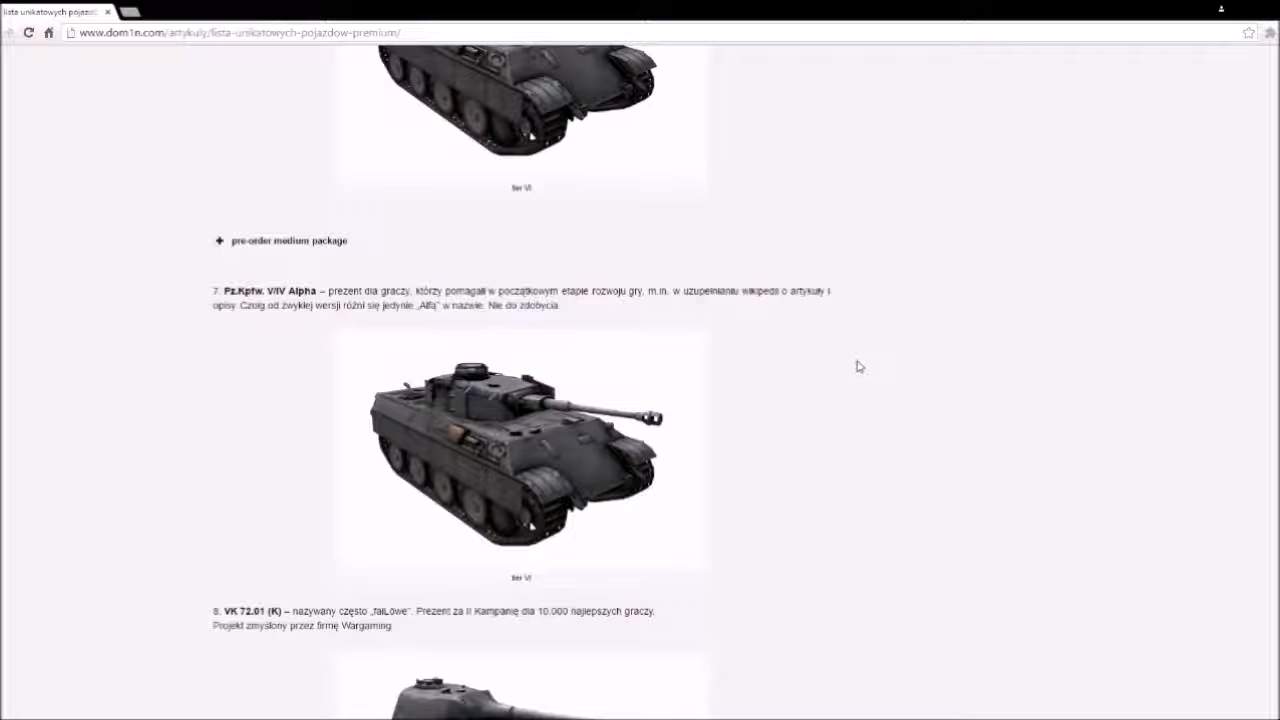 lista unikatowych pojazd
www.dom1n.com/artykuly/lista-unikatowych-pojazdow-premium/
tier VI
pre-order medium package
7. Pz.Kpfw. V/IV Alpha – prezent dla graczy, którzy pomagali w początkowym etapie rozwoju gry, m.in. w uzupełnianiu wikipedii o artykuły i
opisy. Czołg od zwykłej wersji różni się jedynie „Alfą” w nazwie. Nie do zdobycia.
tier VI
8. VK 72.01 (K) – nazywany często „failLöwe”. Prezent za II Kampanię dla 10.000 najlepszych graczy.
Projekt zmyślony przez firmę Wargaming.